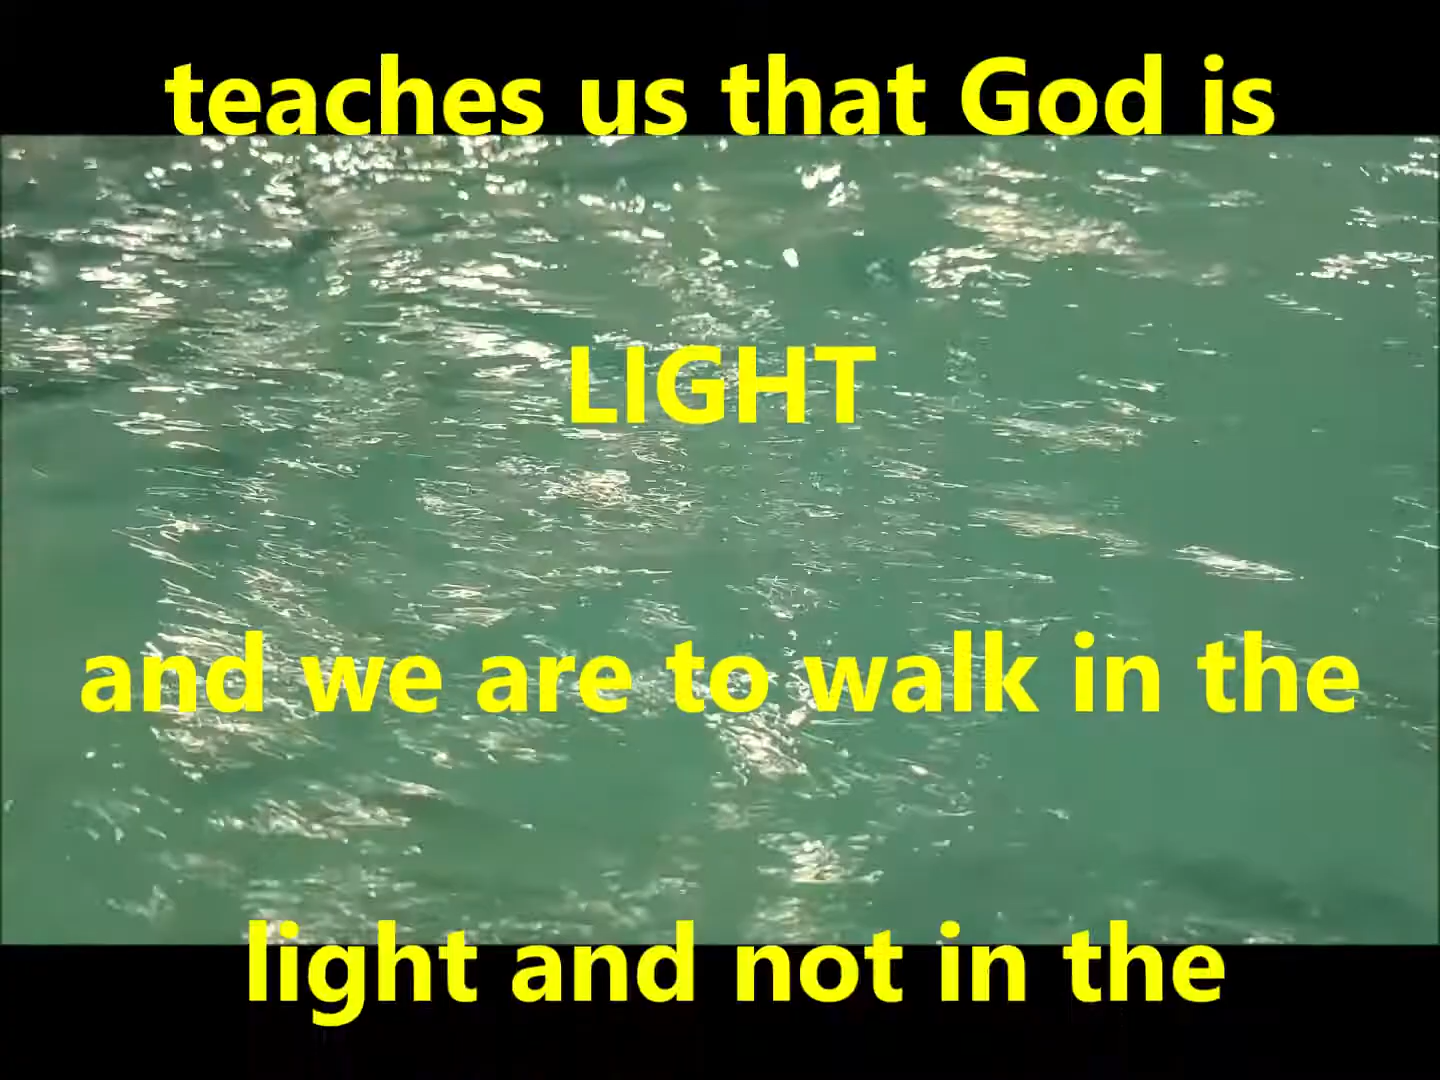 teaches us that God is
LIGHT
and we are to walk in the
light and not in the